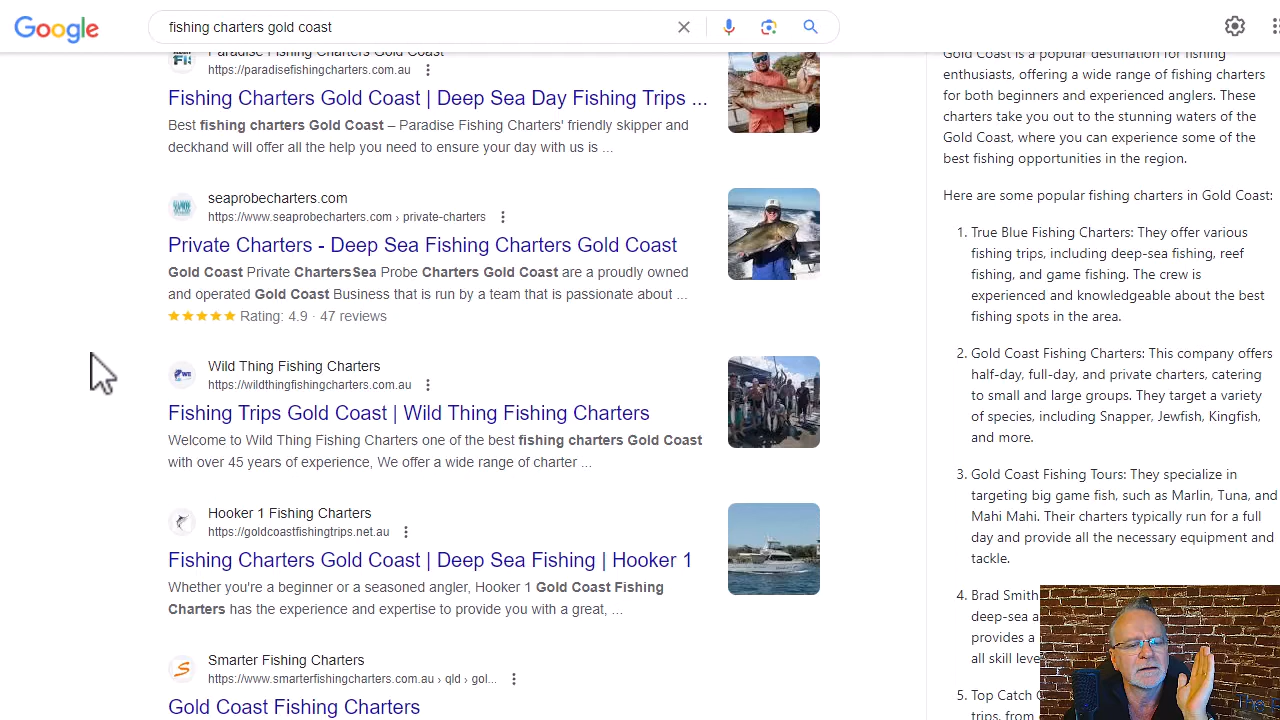 Google
fishing charters gold coast
Paradise Fishing Charters Gold Coast
https://paradisefishingcharters.com.au
Fishing Charters Gold Coast | Deep Sea Day Fishing Trips ...
Best fishing charters Gold Coast – Paradise Fishing Charters' friendly skipper and
deckhand will offer all the help you need to ensure your day with us is ...
seaprobecharters.com
https://www.seaprobecharters.com › private-charters
Private Charters - Deep Sea Fishing Charters Gold Coast
Gold Coast Private ChartersSea Probe Charters Gold Coast are a proudly owned
and operated Gold Coast Business that is run by a team that is passionate about ...
Rating: 4.9 · 47 reviews
Wild Thing Fishing Charters
https://wildthingfishingcharters.com.au
Fishing Trips Gold Coast | Wild Thing Fishing Charters
Welcome to Wild Thing Fishing Charters one of the best fishing charters Gold Coast
with over 45 years of experience, We offer a wide range of charter ...
Hooker 1 Fishing Charters
https://goldcoastfishingtrips.net.au
Fishing Charters Gold Coast | Deep Sea Fishing | Hooker 1
Whether you're a beginner or a seasoned angler, Hooker 1 Gold Coast Fishing
Charters has the experience and expertise to provide you with a great, ...
Smarter Fishing Charters
https://www.smarterfishingcharters.com.au › qld › gol...
Gold Coast Fishing Charters
Gold Coast is a popular destination for fishing
enthusiasts, offering a wide range of fishing charters
for both beginners and experienced anglers. These
charters take you out to the stunning waters of the
Gold Coast, where you can experience some of the
best fishing opportunities in the region.
Here are some popular fishing charters in Gold Coast:
1. True Blue Fishing Charters: They offer various
fishing trips, including deep-sea fishing, reef
fishing, and game fishing. The crew is
experienced and knowledgeable about the best
fishing spots in the area.
2. Gold Coast Fishing Charters: This company offers
half-day, full-day, and private charters, catering
to small and large groups. They target a variety
of species, including Snapper, Jewfish, Kingfish,
and more.
3. Gold Coast Fishing Tours: They specialize in
targeting big game fish, such as Marlin, Tuna, and
Mahi Mahi. Their charters typically run for a full
day and provide all the necessary equipment and
tackle.
4. Brad Smith
deep-sea a
provides a
all skill leve
5. Top Catch
trips, from